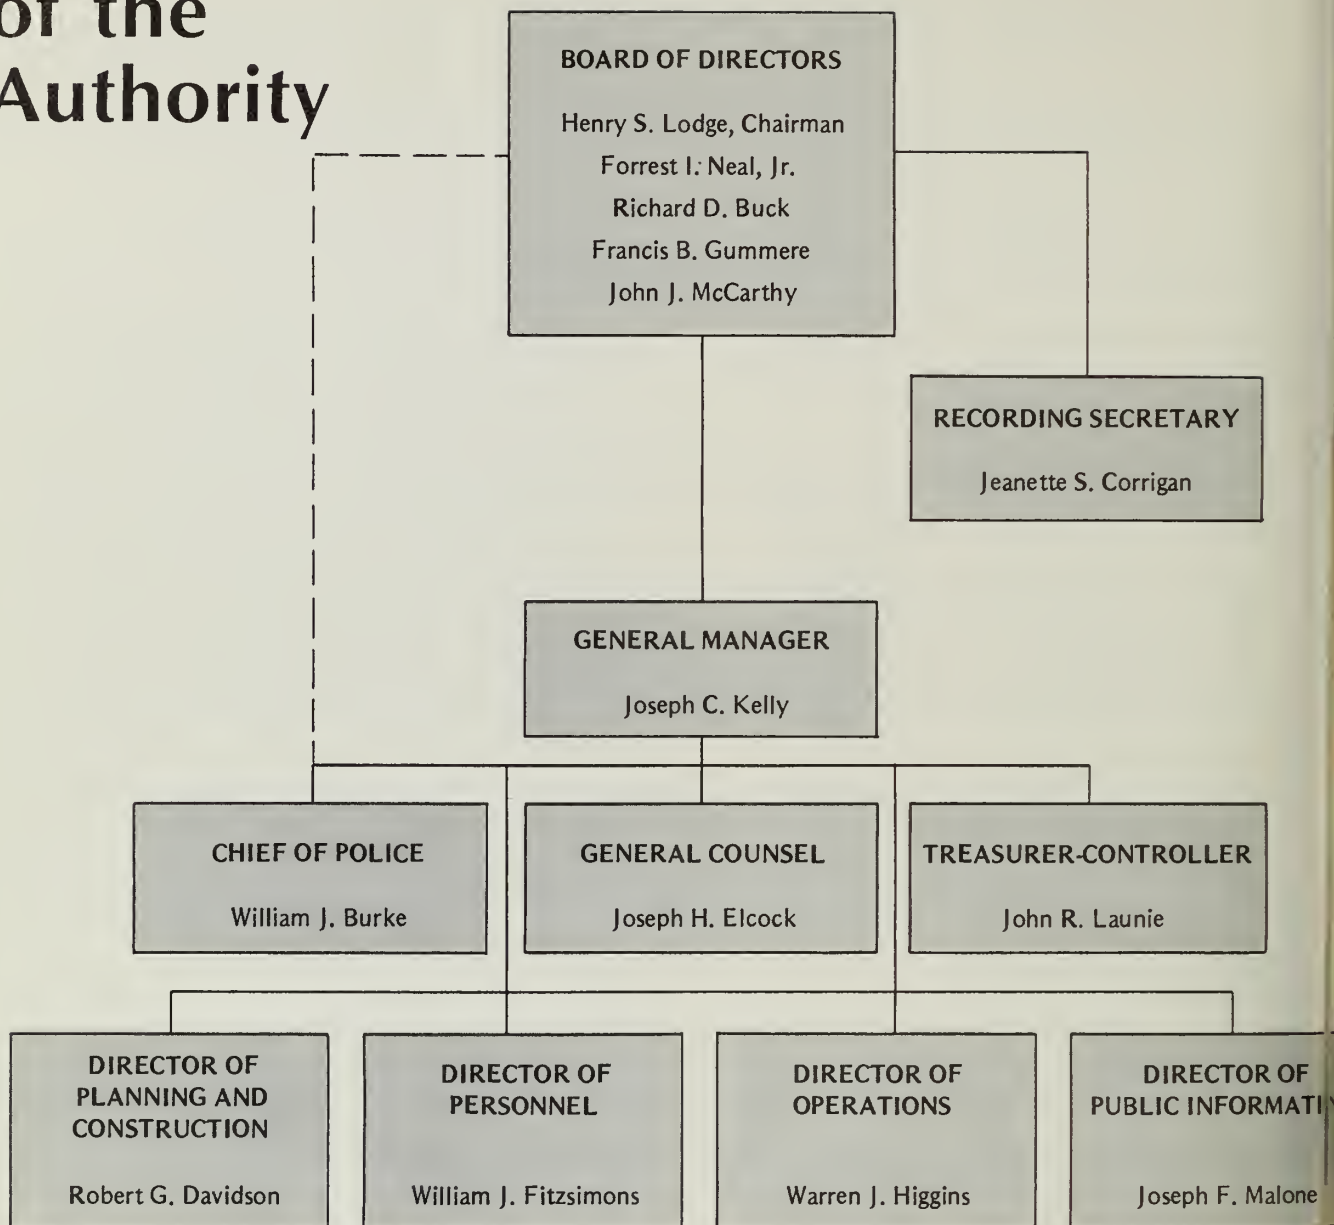 of the
Authority
BOARD OF DIRECTORS
Henry S. Lodge, Chairman
Forrest I. Neal, Jr.
Richard D. Buck
Francis B. Gummere
John J. McCarthy
RECORDING SECRETARY
Jeanette S. Corrigan
GENERAL MANAGER
Joseph C. Kelly
CHIEF OF POLICE
William J. Burke
GENERAL COUNSEL
Joseph H. Elcock
TREASURER-CONTROLLER
John R. Launie
DIRECTOR OF
PLANNING AND
CONSTRUCTION
Robert G. Davidson
DIRECTOR OF
PERSONNEL
William J. Fitzsimons
DIRECTOR OF
OPERATIONS
Warren J. Higgins
DIRECTOR OF
PUBLIC INFORMATI
Joseph F. Malone